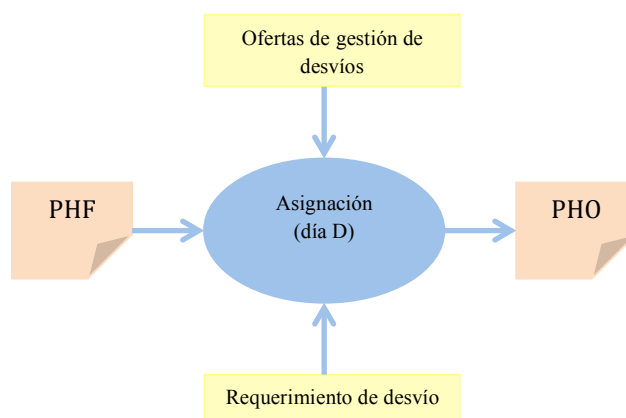 Ofertas de gestión de
desvíos
PHF
Asignación
(día D)
PHO
Requerimiento de desvío